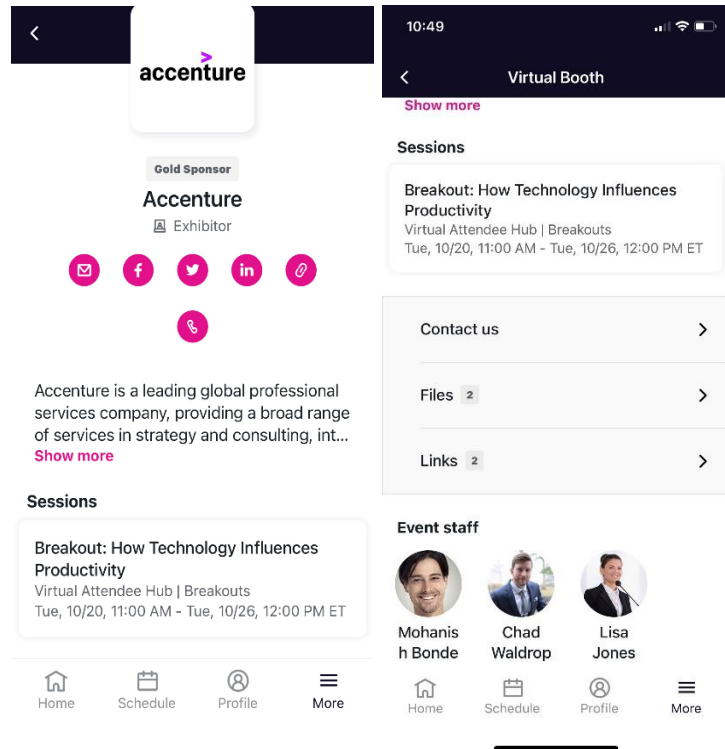 accenture
Gold Sponsor
Accenture
Exhibitor
Accenture is a leading global professional
services company, providing a broad range
of services in strategy and consulting, int...
Show more
Sessions
Breakout: How Technology Influences
Productivity
Virtual Attendee Hub | Breakouts
Tue, 10/20, 11:00 AM - Tue, 10/26, 12:00 PM ET
Home Schedule Profile More
10:49
Virtual Booth
Show more
Sessions
Breakout: How Technology Influences
Productivity
Virtual Attendee Hub | Breakouts
Tue, 10/20, 11:00 AM - Tue, 10/26, 12:00 PM ET
Contact us
Files 2
Links 2
Event staff
Mohanis Chad Lisa
h Bonde Waldrop Jones
Home Schedule Profile More